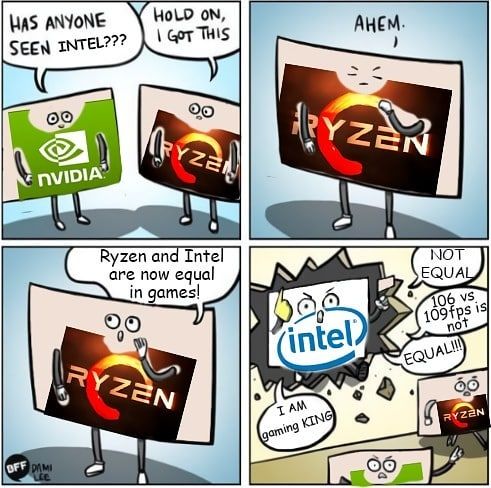 HAS ANYONE
SEEN INTEL???
HOLD ON,
I GOT THIS
NVIDIA
RYZEN
AHEM.
RYZEN
Ryzen and Intel
are now equal
in games!
RYZEN
BFF DAMI
LEE
NOT
EQUAL
106 vs
109fps is
not
EQUAL!!!
intel
I AM
gaming KING
RYZEN